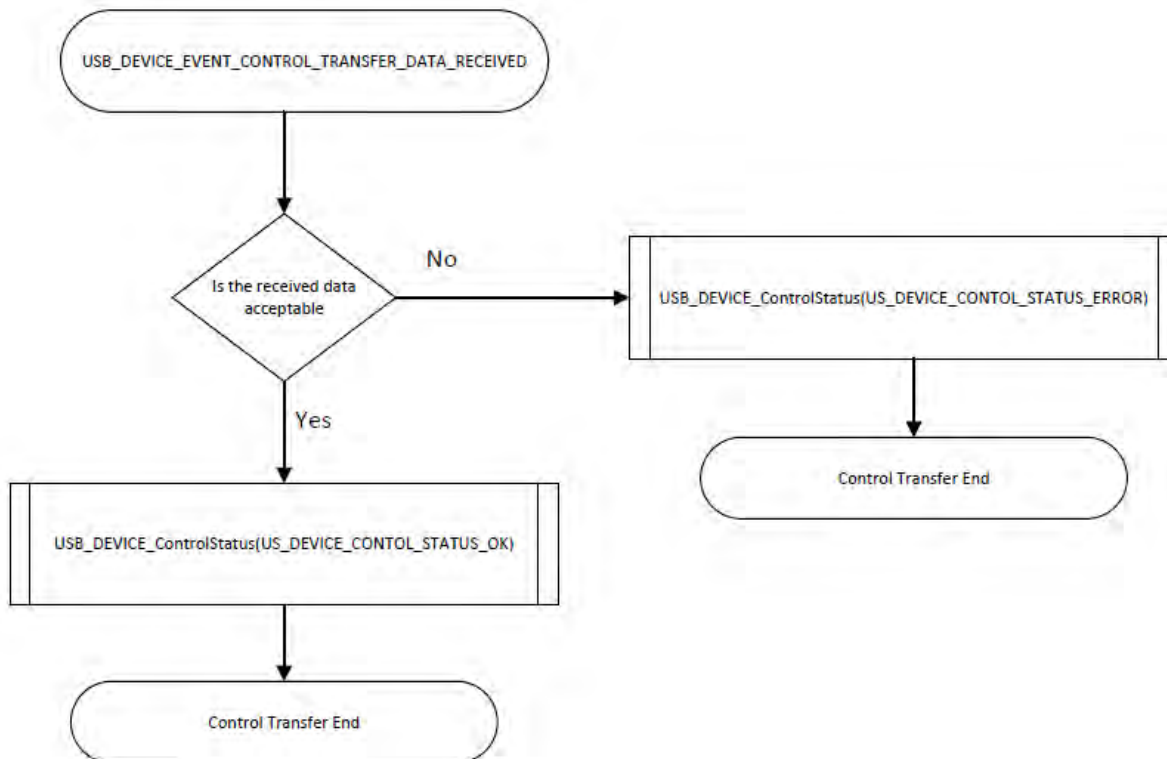 USB_DEVICE_EVENT_CONTROL_TRANSFER_DATA_RECEIVED
Is the received data
acceptable
No
USB_DEVICE_ControlStatus(US_DEVICE_CONTOL_STATUS_ERROR)
Yes
Control Transfer End
USB_DEVICE_ControlStatus(US_DEVICE_CONTOL_STATUS_OK)
Control Transfer End